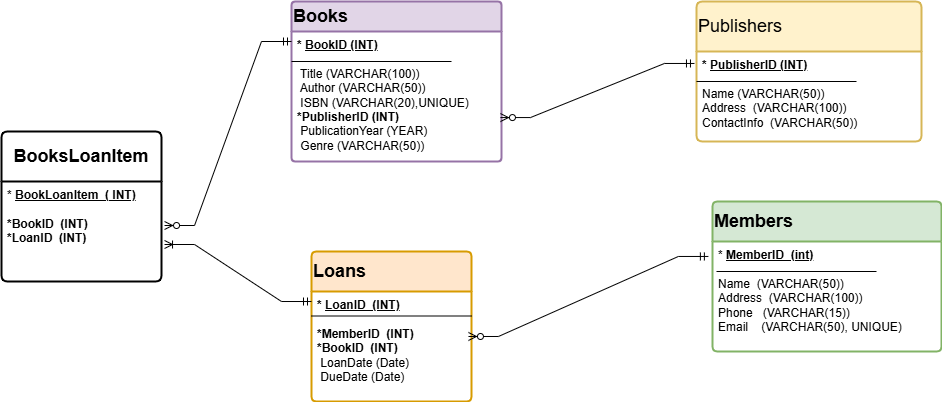 Books
* BookID (INT)
Title (VARCHAR(100))
Author (VARCHAR(50))
ISBN (VARCHAR(20),UNIQUE)
*PublisherID (INT)
PublicationYear (YEAR)
Genre (VARCHAR(50))
Publishers
* PublisherID (INT)
Name (VARCHAR(50))
Address (VARCHAR(100))
ContactInfo (VARCHAR(50))
BooksLoanItem
* BookLoanItem ( INT)
*BookID (INT)
*LoanID (INT)
Loans
* LoanID (INT)
*MemberID (INT)
*BookID (INT)
LoanDate (Date)
DueDate (Date)
Members
* MemberID (int)
Name (VARCHAR(50))
Address (VARCHAR(100))
Phone (VARCHAR(15))
Email (VARCHAR(50), UNIQUE)